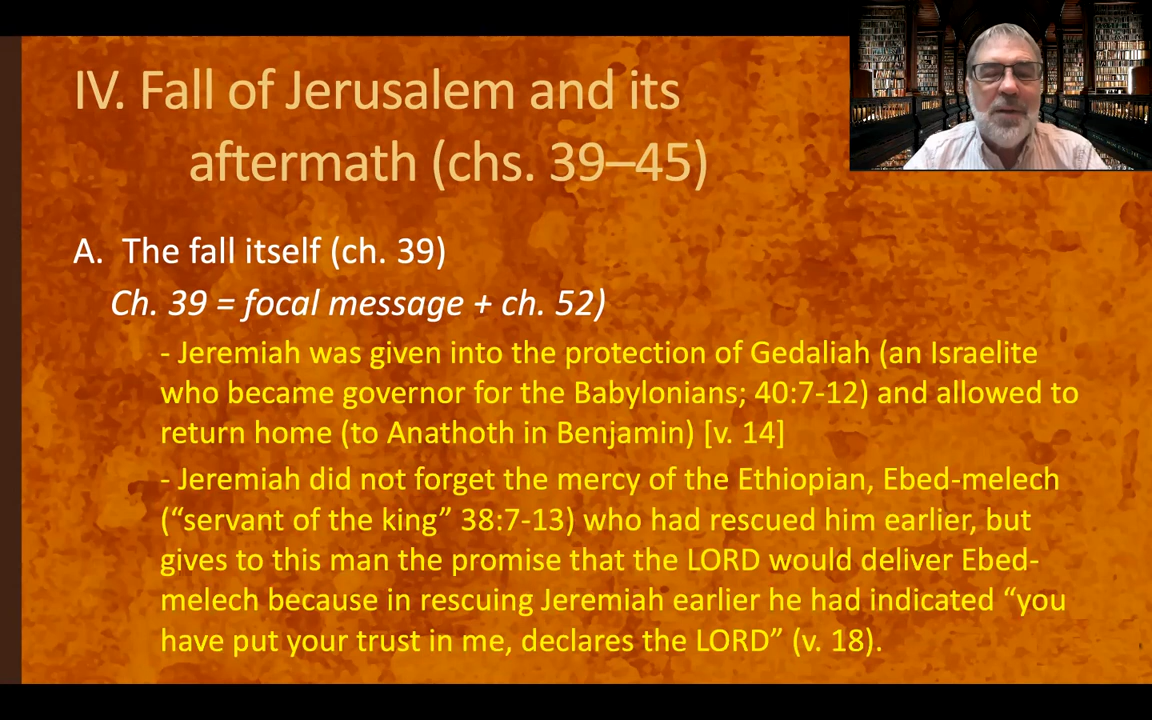 IV. Fall of Jerusalem and its
aftermath (chs. 39–45)
A. The fall itself (ch. 39)
Ch. 39 = focal message + ch. 52)
- Jeremiah was given into the protection of Gedaliah (an Israelite
who became governor for the Babylonians; 40:7-12) and allowed to
return home (to Anathoth in Benjamin) [v. 14]
- Jeremiah did not forget the mercy of the Ethiopian, Ebed-melech
(“servant of the king” 38:7-13) who had rescued him earlier, but
gives to this man the promise that the LORD would deliver Ebed-
melech because in rescuing Jeremiah earlier he had indicated “you
have put your trust in me, declares the LORD” (v. 18).